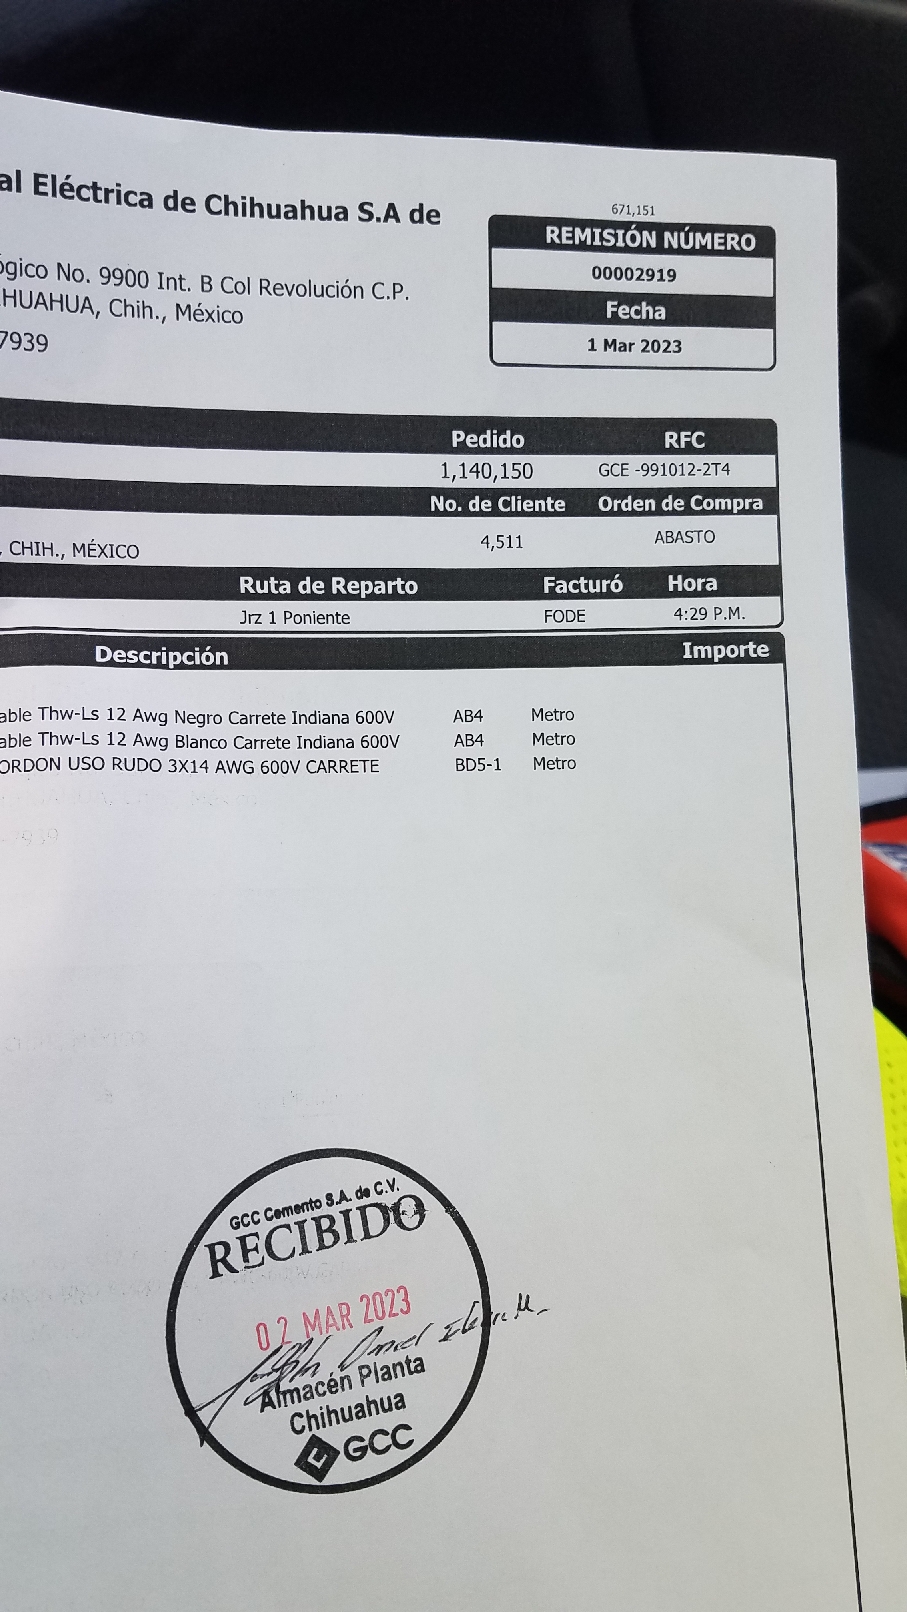 al Eléctrica de Chihuahua S.A de
671,151
REMISIÓN NÚMERO
00002919
Fecha
1 Mar 2023
ógico No. 9900 Int. B Col Revolución C.P.
HUAHUA, Chih., México
7939
Pedido RFC
1,140,150 GCE -991012-2T4
No. de Cliente Orden de Compra
, CHIH., MÉXICO 4,511 ABASTO
Ruta de Reparto Facturó Hora
Jrz 1 Poniente FODE 4:29 P.M.
Descripción Importe
able Thw-Ls 12 Awg Negro Carrete Indiana 600V AB4 Metro
able Thw-Ls 12 Awg Blanco Carrete Indiana 600V AB4 Metro
ORDON USO RUDO 3X14 AWG 600V CARRETE BD5-1 Metro
GCC Cemento S.A. de C.V.
RECIBIDO
02 MAR 2023
Almacén Planta
Chihuahua
GCC